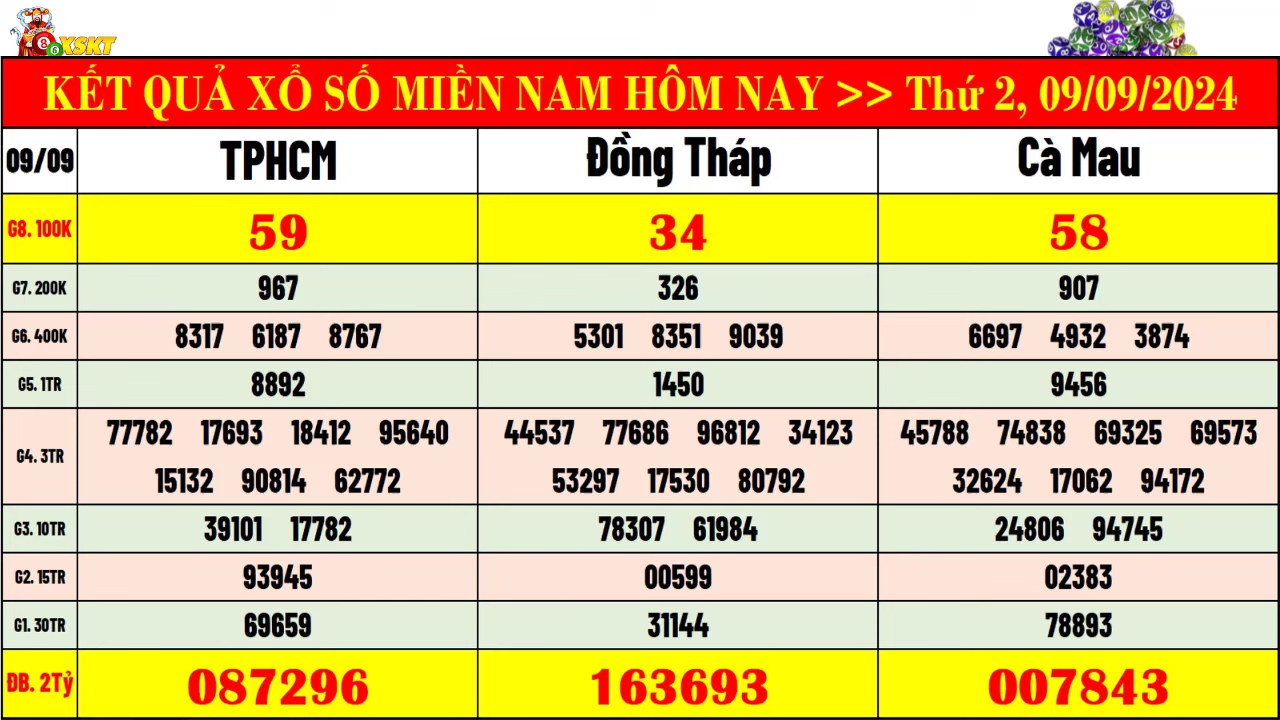 XSKT
KẾT QUẢ XỔ SỐ MIỀN NAM HÔM NAY >> Thứ 2, 09/09/2024
09/09 TPHCM Đồng Tháp Cà Mau
G8. 100K 59 34 58
G7. 200K 967 326 907
G6. 400K 8317 6187 8767 5301 8351 9039 6697 4932 3874
G5. 1TR 8892 1450 9456
G4. 3TR 77782 17693 18412 95640 44537 77686 96812 34123 45788 74838 69325 69573
15132 90814 62772 53297 17530 80792 32624 17062 94172
G3. 10TR 39101 17782 78307 61984 24806 94745
G2. 15TR 93945 00599 02383
G1. 30TR 69659 31144 78893
ĐB. 2Tỷ 087296 163693 007843